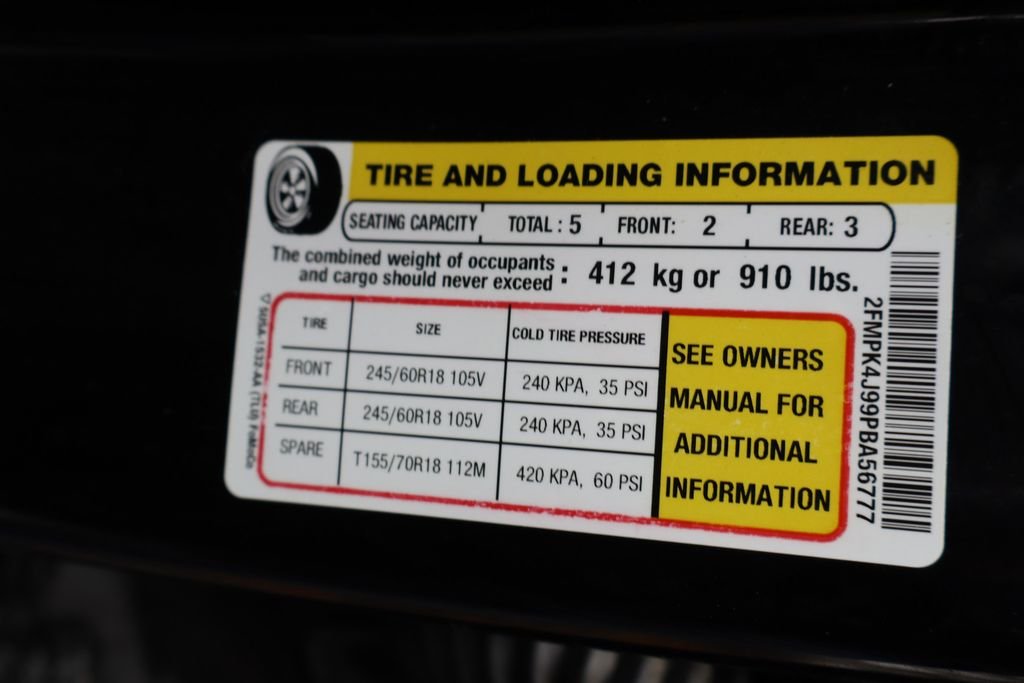 TIRE AND LOADING INFORMATION
SEATING CAPACITY TOTAL : 5 FRONT: 2 REAR: 3
The combined weight of occupants
and cargo should never exceed : 412 kg or 910 lbs.
TIRE SIZE COLD TIRE PRESSURE
FRONT 245/60R18 105V 240 KPA, 35 PSI
REAR 245/60R18 105V 240 KPA, 35 PSI
SPARE T155/70R18 112M 420 KPA, 60 PSI
SEE OWNERS
MANUAL FOR
ADDITIONAL
INFORMATION
2FMPK4J99PBA56777